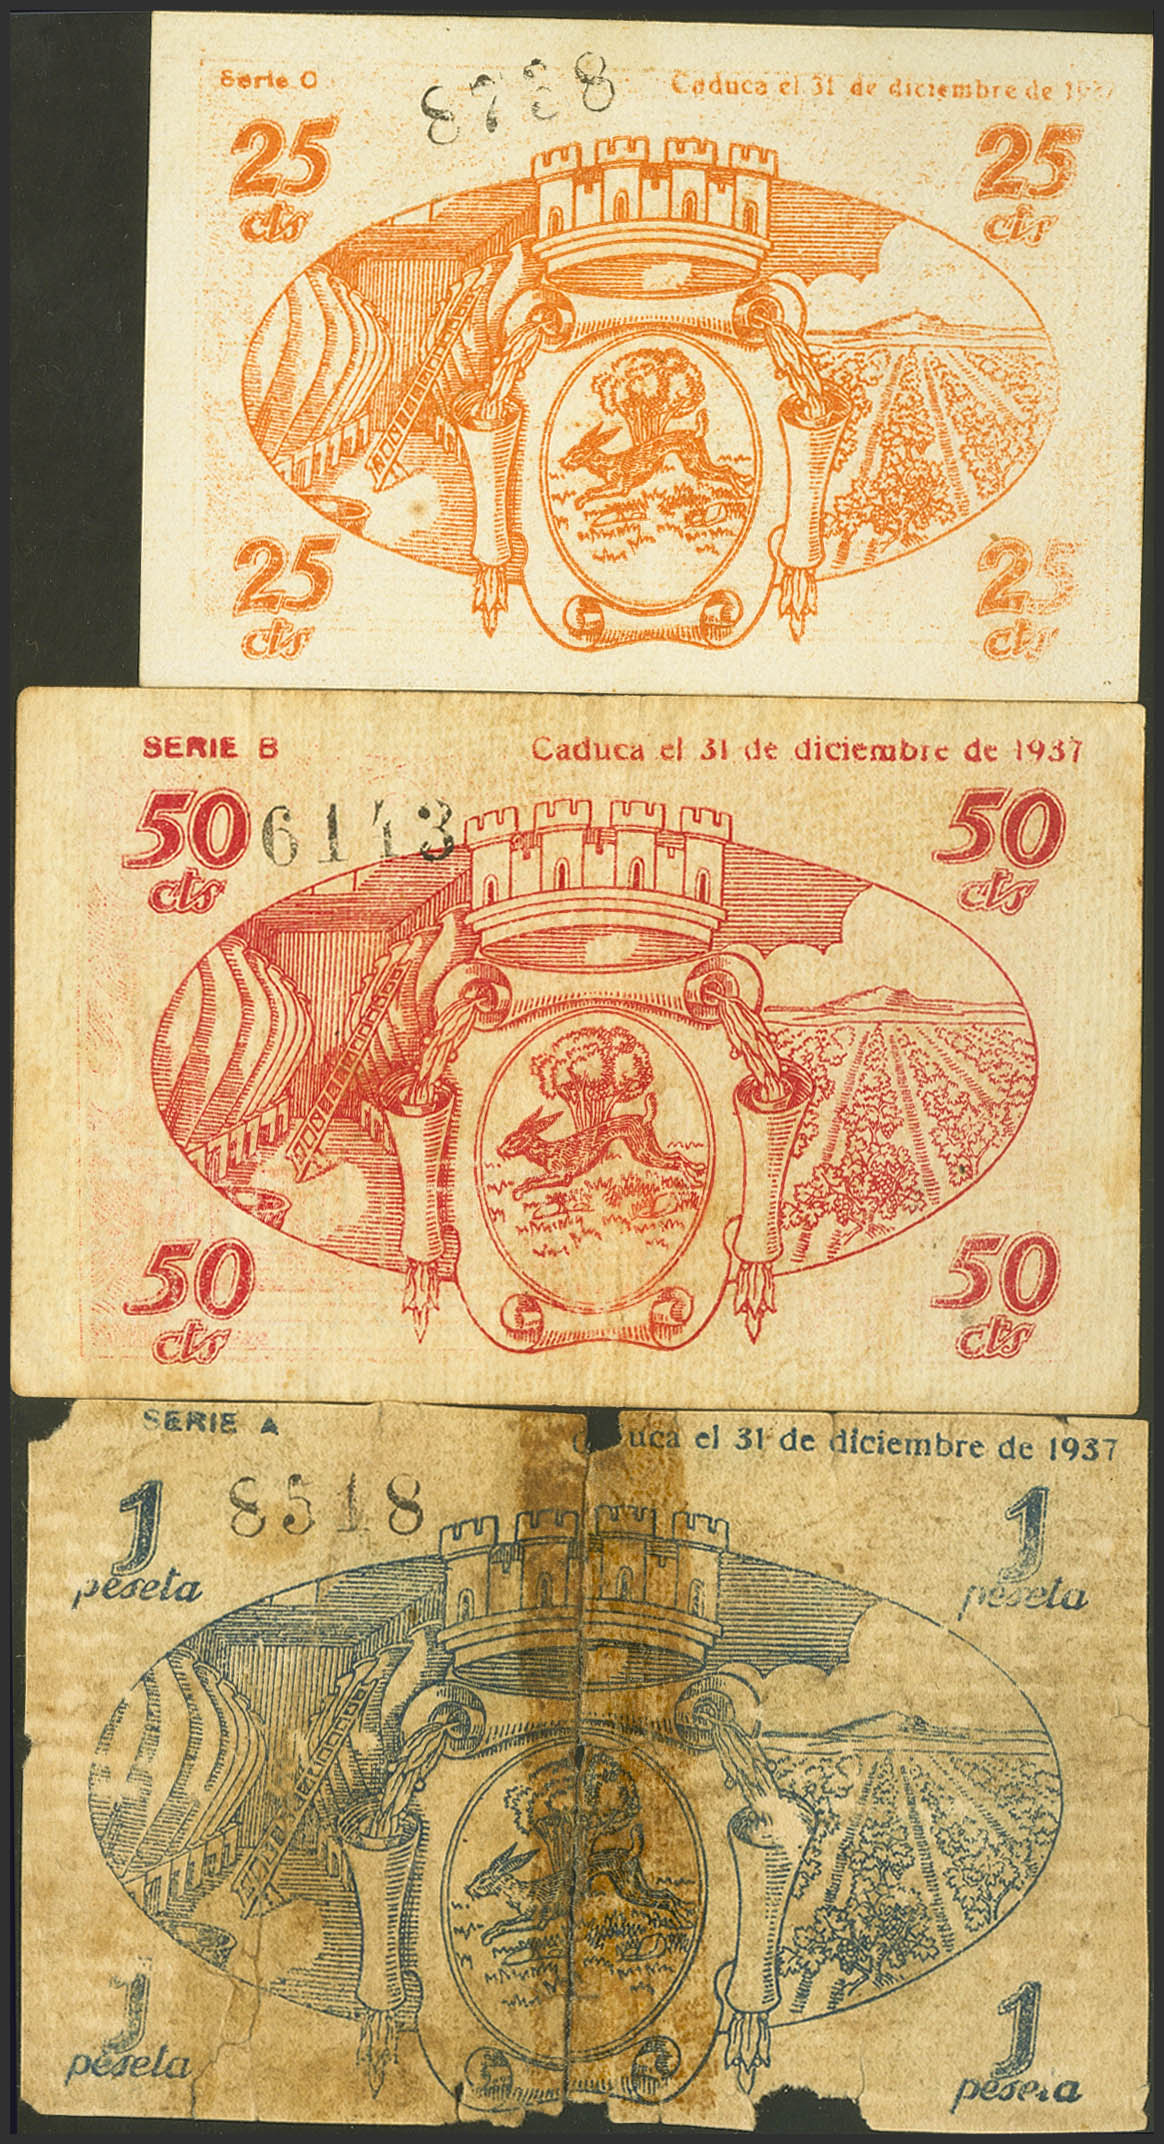 Serie C
8738
Caduca el 31 de diciembre de 1937
25 cts
25 cts
25 cts
25 cts
SERIE B
Caduca el 31 de diciembre de 1937
50 cts
6143
50 cts
50 cts
50 cts
SERIE A
uca el 31 de diciembre de 1937
1 peseta
8518
1 peseta
1 peseta
1 peseta